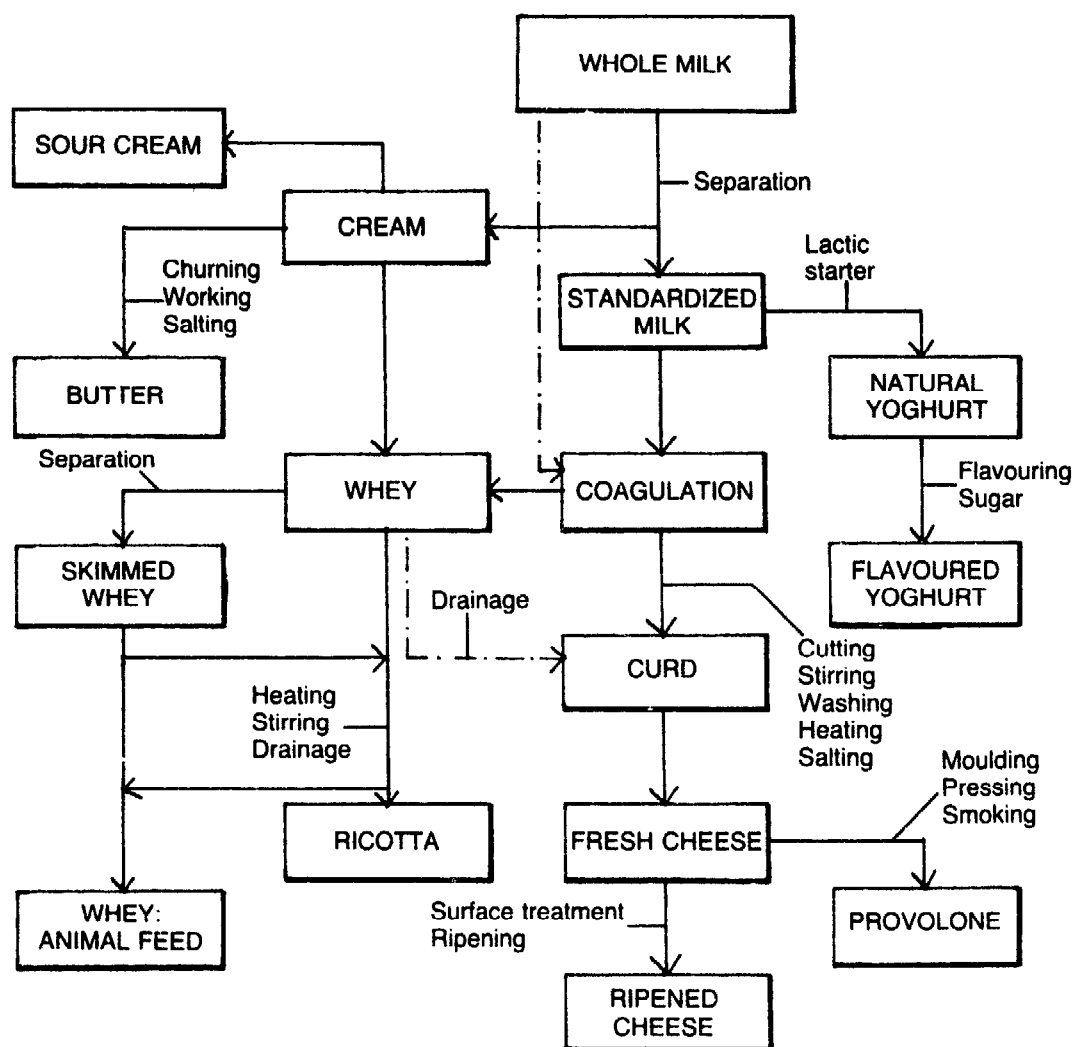 WHOLE MILK
SOUR CREAM
Separation
CREAM
Lactic
starter
Churning
Working
Salting
STANDARDIZED
MILK
BUTTER
NATURAL
YOGHURT
Separation
WHEY
COAGULATION
Flavouring
Sugar
SKIMMED
WHEY
FLAVOURED
YOGHURT
Drainage
CURD
Cutting
Stirring
Washing
Heating
Salting
Heating
Stirring
Drainage
Moulding
Pressing
Smoking
RICOTTA
FRESH CHEESE
WHEY:
ANIMAL FEED
Surface treatment
Ripening
PROVOLONE
RIPENED
CHEESE